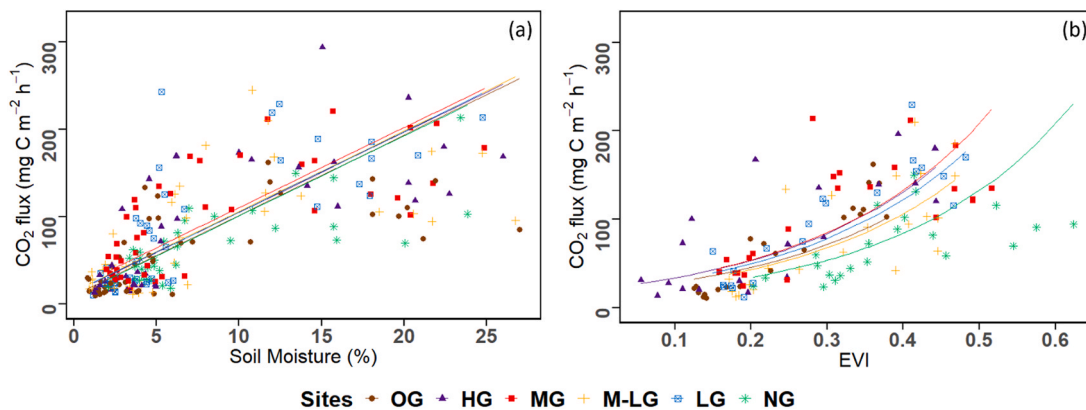 (a)
CO₂ flux (mg C m⁻² h⁻¹)
300
200
100
0
0 5 10 15 20 25
Soil Moisture (%)
(b)
CO₂ flux (mg C m⁻² h⁻¹)
300
200
100
0
0.1 0.2 0.3 0.4 0.5 0.6
EVI
Sites OG HG MG M-LG LG NG